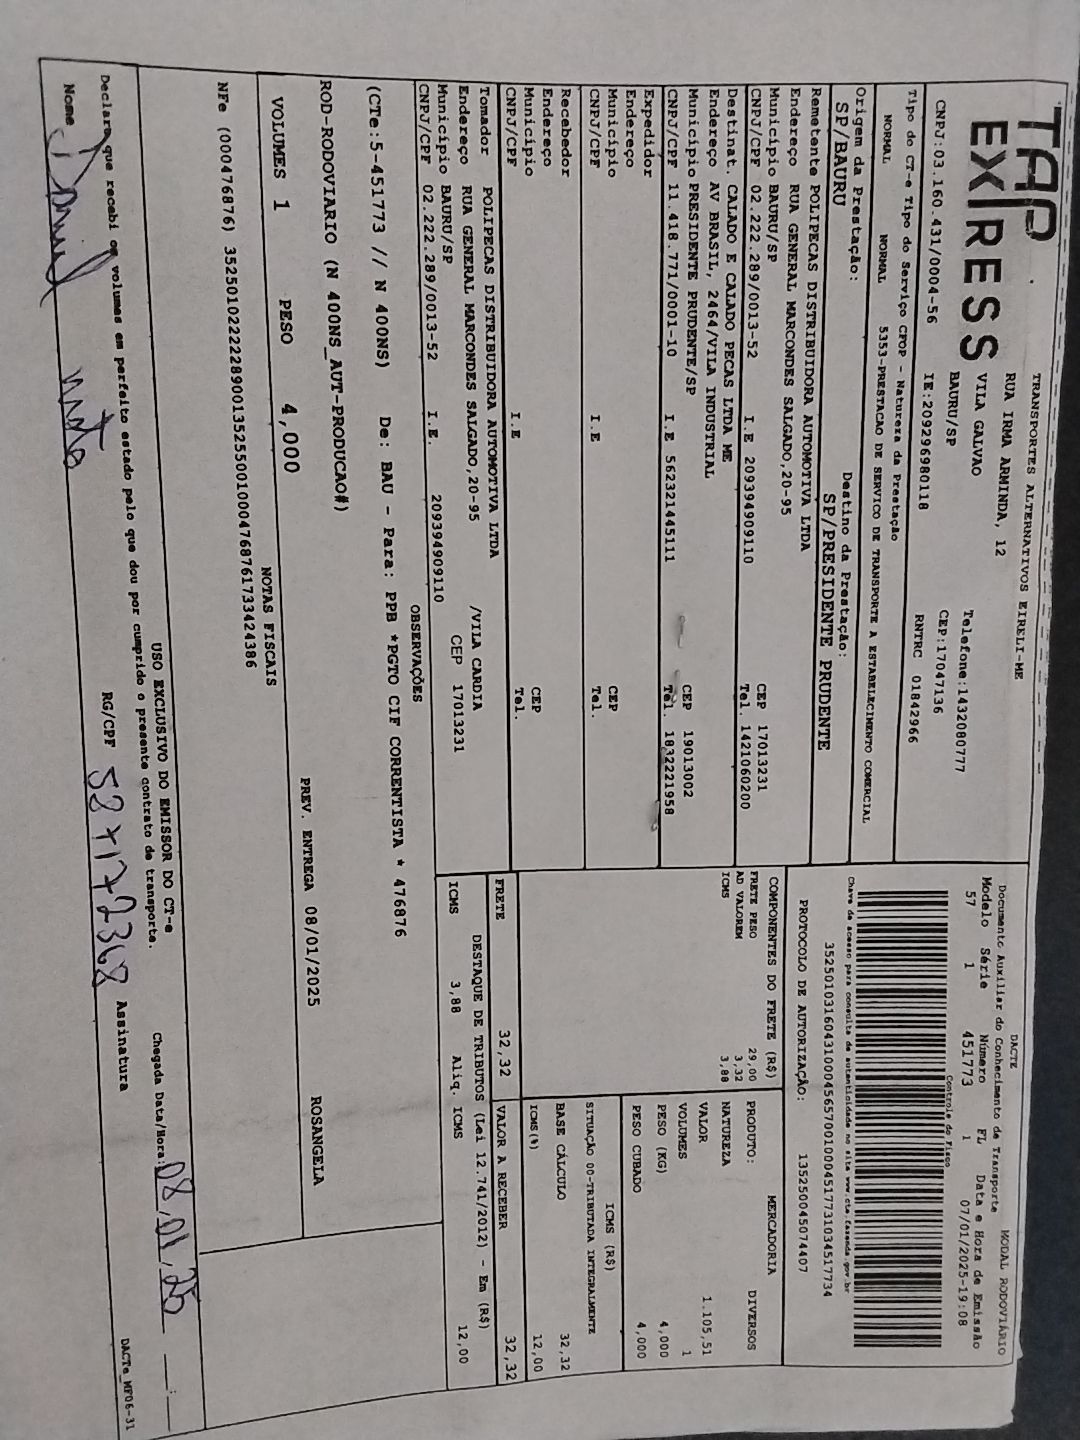 TAP
EXPRESS
TRANSPORTES ALTERNATIVOS EIRELI-ME
RUA IRMA ARMINDA, 12
VILA GALVAO
BAURU/SP
Telefone:1432080777
CEP:17047136
CNPJ:03.160.431/0004-56 IE:209296980118 RNTRC 01842966
Tipo do CT-e Tipo do Serviço CFOP - Natureza da Prestação
NORMAL NORMAL 5353-PRESTACAO DE SERVICO DE TRANSPORTE A ESTABELECIMENTO COMERCIAL
Origem da Prestação: Destino da Prestação:
SP/BAURU SP/PRESIDENTE PRUDENTE
Remetente POLIPECAS DISTRIBUIDORA AUTOMOTIVA LTDA
Endereço RUA GENERAL MARCONDES SALGADO,20-95
Município BAURU/SP CEP 17013231
CNPJ/CPF 02.222.289/0013-52 I.E 209394909110 Tel. 1421060200
Destinat. CALADO E CALADO PECAS LTDA ME
Endereço AV BRASIL, 2464/VILA INDUSTRIAL
Município PRESIDENTE PRUDENTE/SP CEP 19013002
CNPJ/CPF 11.418.771/0001-10 I.E 562321445111 Tel. 1832221958
Expedidor
Endereço
Município CEP
CNPJ/CPF I.E Tel.
Recebedor
Endereço
Município CEP
CNPJ/CPF I.E Tel.
Tomador POLIPECAS DISTRIBUIDORA AUTOMOTIVA LTDA
Endereço RUA GENERAL MARCONDES SALGADO,20-95 /VILA CARDIA
Município BAURU/SP CEP 17013231
CNPJ/CPF 02.222.289/0013-52 I.E. 209394909110
DACTE MODAL RODOVIÁRIO
Documento Auxiliar do Conhecimento de Transporte
Modelo Série Número FL Data e Hora de Emissão
57 1 451773 1 07/01/2025-19:08
Controle do Fisco
Chave de acesso para consulta de autenticidade no site www.cte.fazenda.gov.br
35250103160431000456570010004517731034517734
PROTOCOLO DE AUTORIZAÇÃO: 135250045074407
COMPONENTES DO FRETE (R$)
FRETE PESO 29,00
AD VALOREM 3,32
ICMS 3,88
MERCADORIA
PRODUTO: DIVERSOS
NATUREZA
VALOR 1.105,51
VOLUMES 1
PESO (KG) 4,000
PESO CUBADO 4,000
ICMS (R$)
SITUAÇÃO 00-TRIBUTADA INTEGRALMENTE
BASE CÁLCULO 32,32
ICMS(%) 12,00
FRETE 32,32 VALOR A RECEBER 32,32
DESTAQUE DE TRIBUTOS (Lei 12.741/2012) - Em (R$)
ICMS 3,88 Aliq. ICMS 12,00
OBSERVAÇÕES
(CTe:5-451773 // N 400NS) De: BAU - Para: PPB *PGTO CIF CORRENTISTA * 476876
ROD-RODOVIARIO (N 400NS_AUT-PRODUCAO#)
VOLUMES 1 PESO 4,000 PREV. ENTREGA 08/01/2025 ROSANGELA
NOTAS FISCAIS
NFe (000476876) 35250102222289001352550010004768761733424386
USO EXCLUSIVO DO EMISSOR DO CT-e
Declaro que recebi os volumes em perfeito estado pelo que dou por cumprido o presente contrato de transporte.
Chegada Data/Hora: 08,01,25 __:__
Nome RG/CPF Assinatura
DACTe_MF06-31